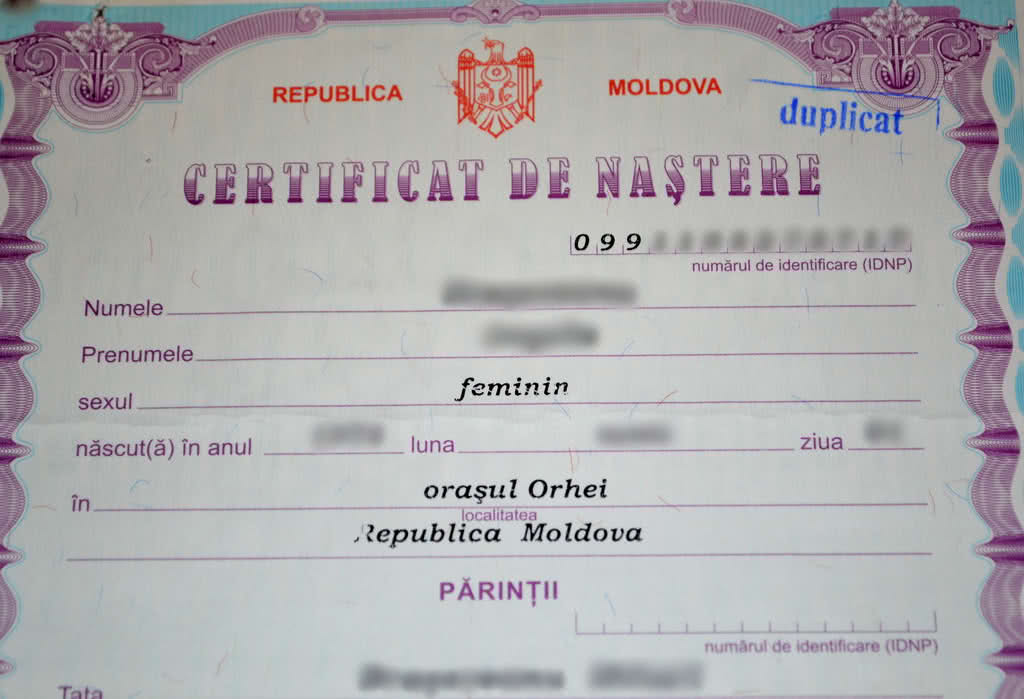 REPUBLICA MOLDOVA
duplicat
CERTIFICAT DE NAŞTERE
099
numărul de identificare (IDNP)
Numele
Prenumele
sexul feminin
născut(ă) în anul luna ziua
în oraşul Orhei
localitatea
Republica Moldova
PĂRINŢII
numărul de identificare (IDNP)
Tata